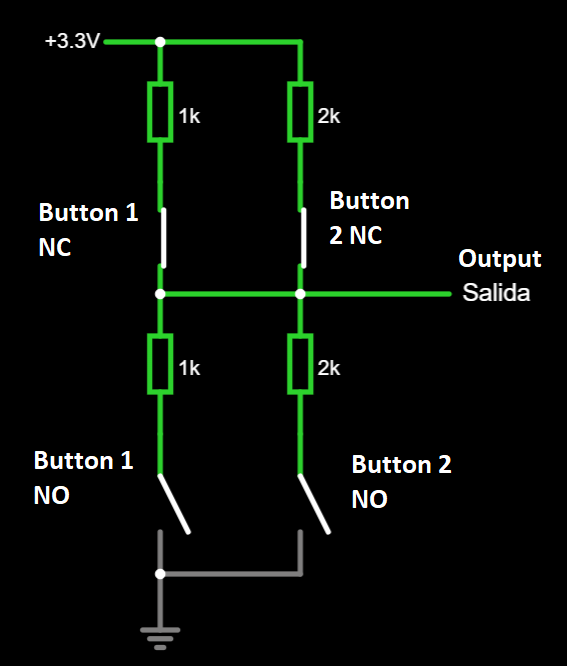 +3.3V
1k
2k
Button 1
NC
Button
2 NC
Output
Salida
1k
2k
Button 1
NO
Button 2
NO